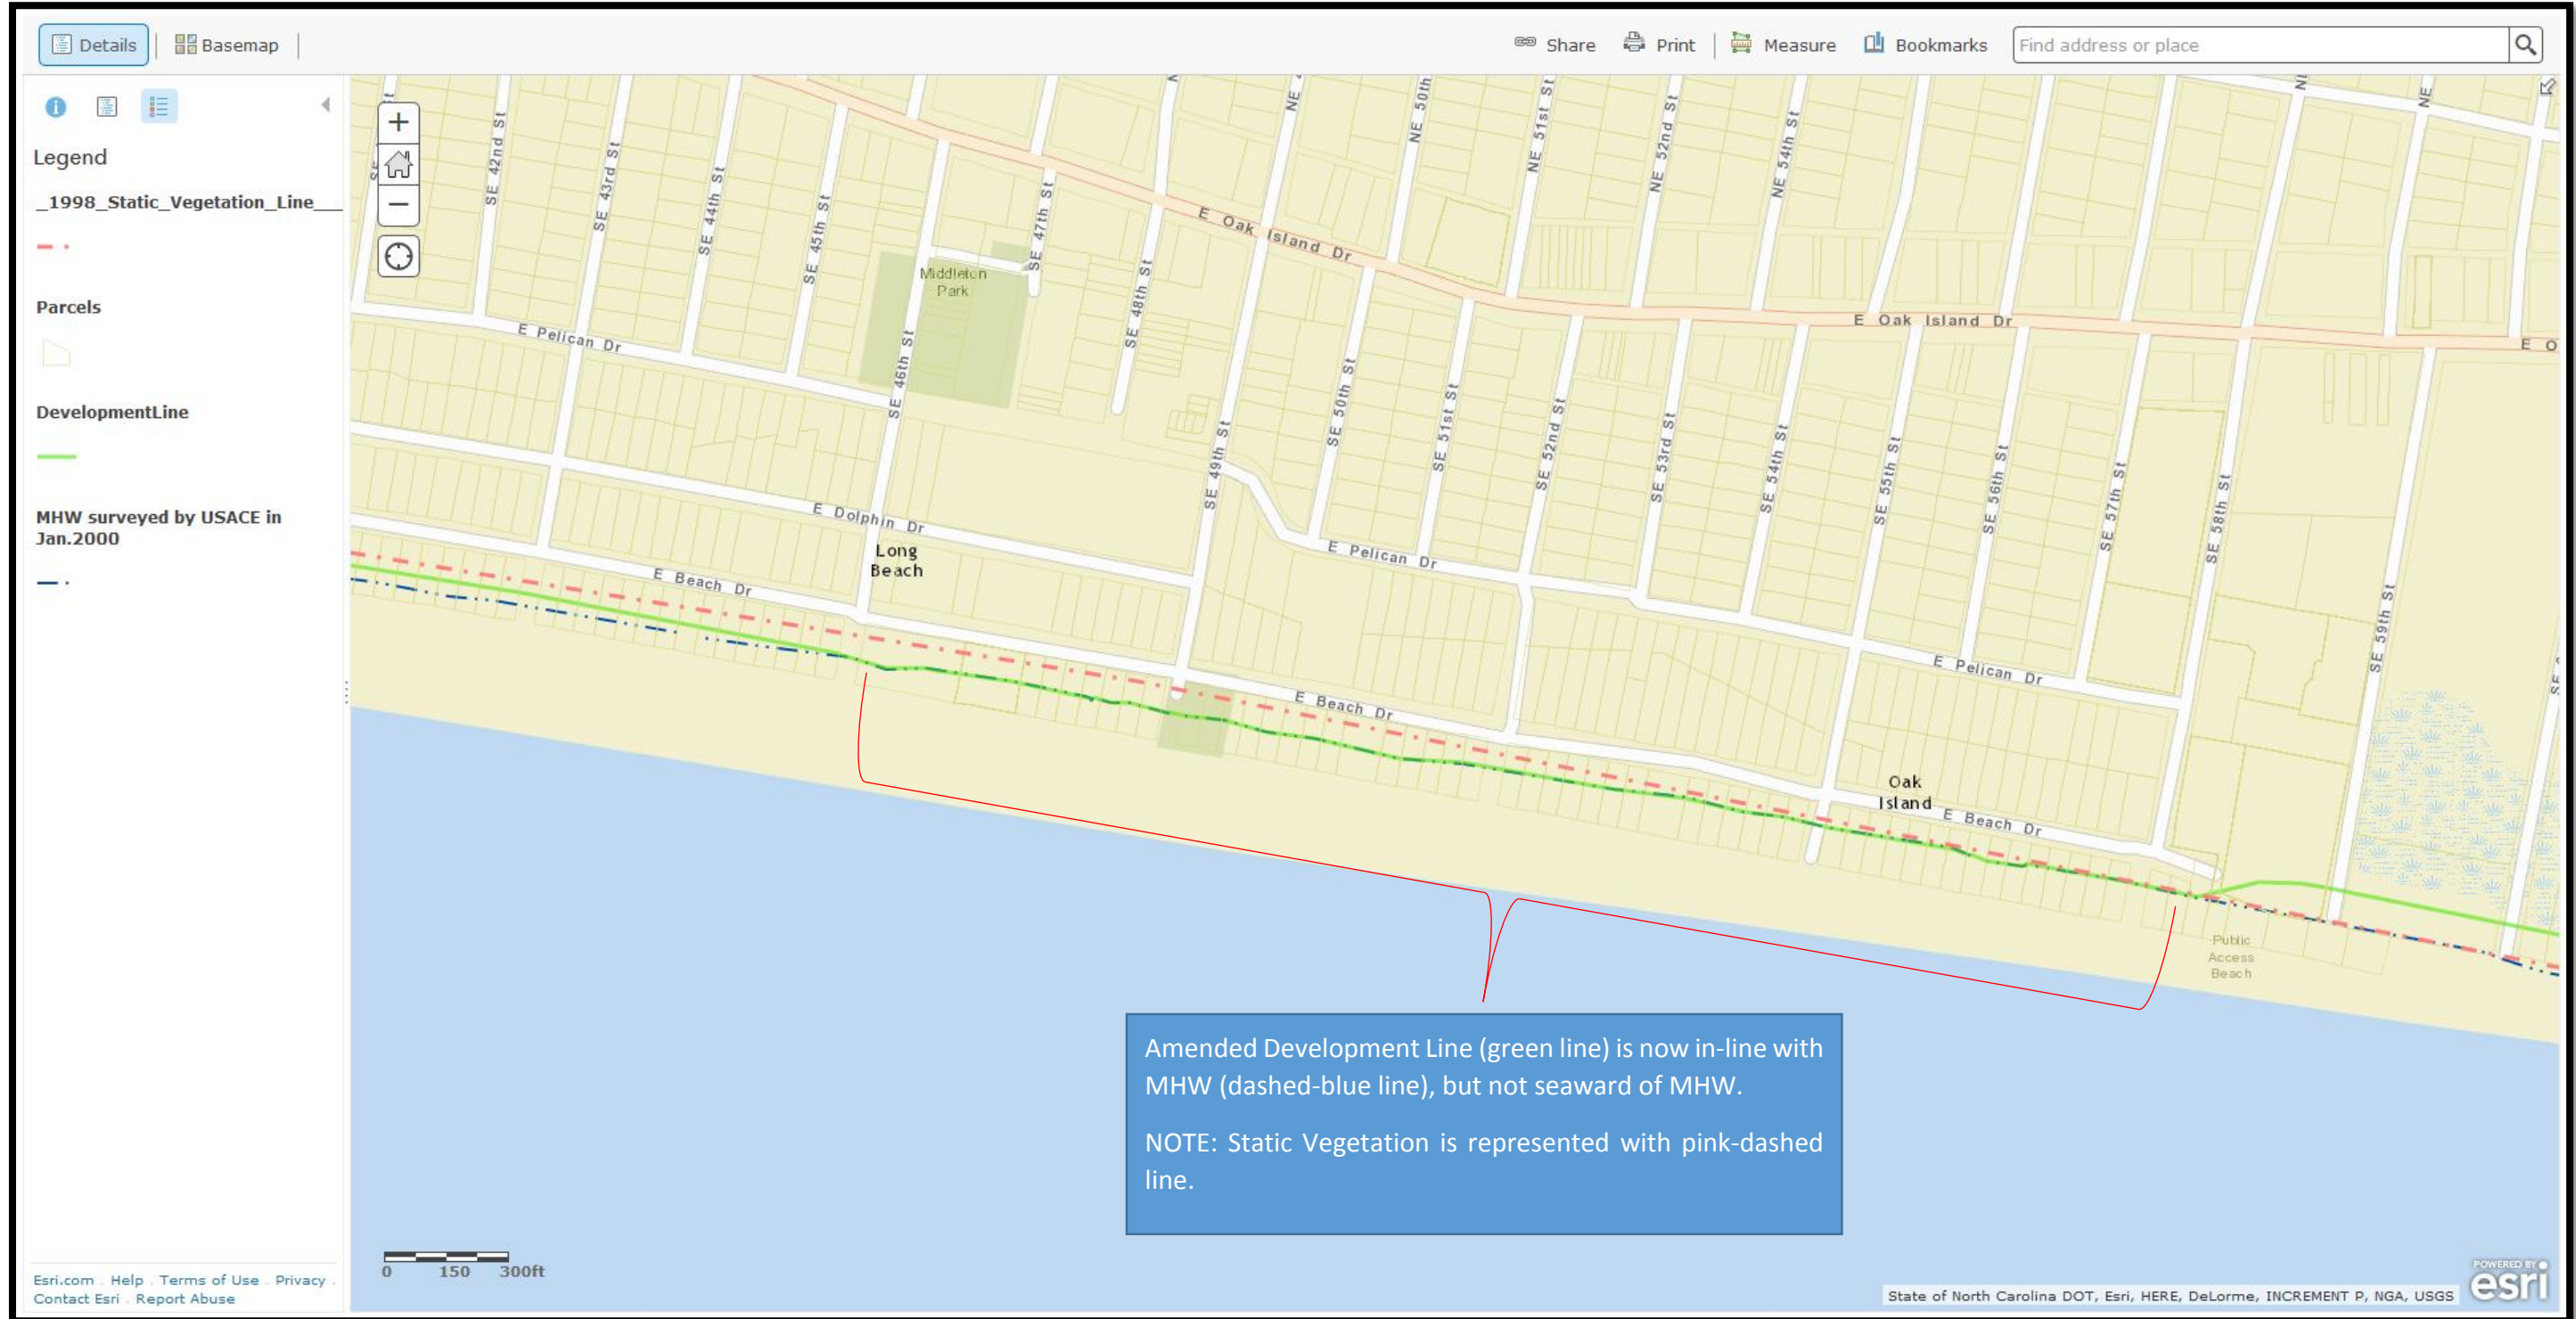 Details
Basemap
Share
Print
Measure
Bookmarks
Find address or place
Legend
_1998_Static_Vegetation_Line___
Parcels
DevelopmentLine
MHW surveyed by USACE in
Jan.2000
Esri.com . Help . Terms of Use . Privacy .
Contact Esri . Report Abuse
SE 42nd St
SE 43rd St
SE 44th St
SE 45th St
SE 46th St
SE 47th St
SE 48th St
SE 49th St
SE 50th St
SE 51st St
SE 52nd St
SE 53rd St
SE 54th St
SE 55th St
SE 56th St
SE 57th St
SE 58th St
SE 59th St
NE
NE 50th
NE 51st St
NE 52nd St
NE 54th St
NE
Middleton
Park
E Oak Island Dr
E Oak Island Dr
E O
E Pelican Dr
E Dolphin Dr
Long
Beach
E Beach Dr
E Pelican Dr
E Beach Dr
E Pelican Dr
Oak
Island
E Beach Dr
Public
Access
Beach
Amended Development Line (green line) is now in-line with
MHW (dashed-blue line), but not seaward of MHW.
NOTE: Static Vegetation is represented with pink-dashed
line.
0 150 300ft
State of North Carolina DOT, Esri, HERE, DeLorme, INCREMENT P, NGA, USGS
POWERED BY
esri